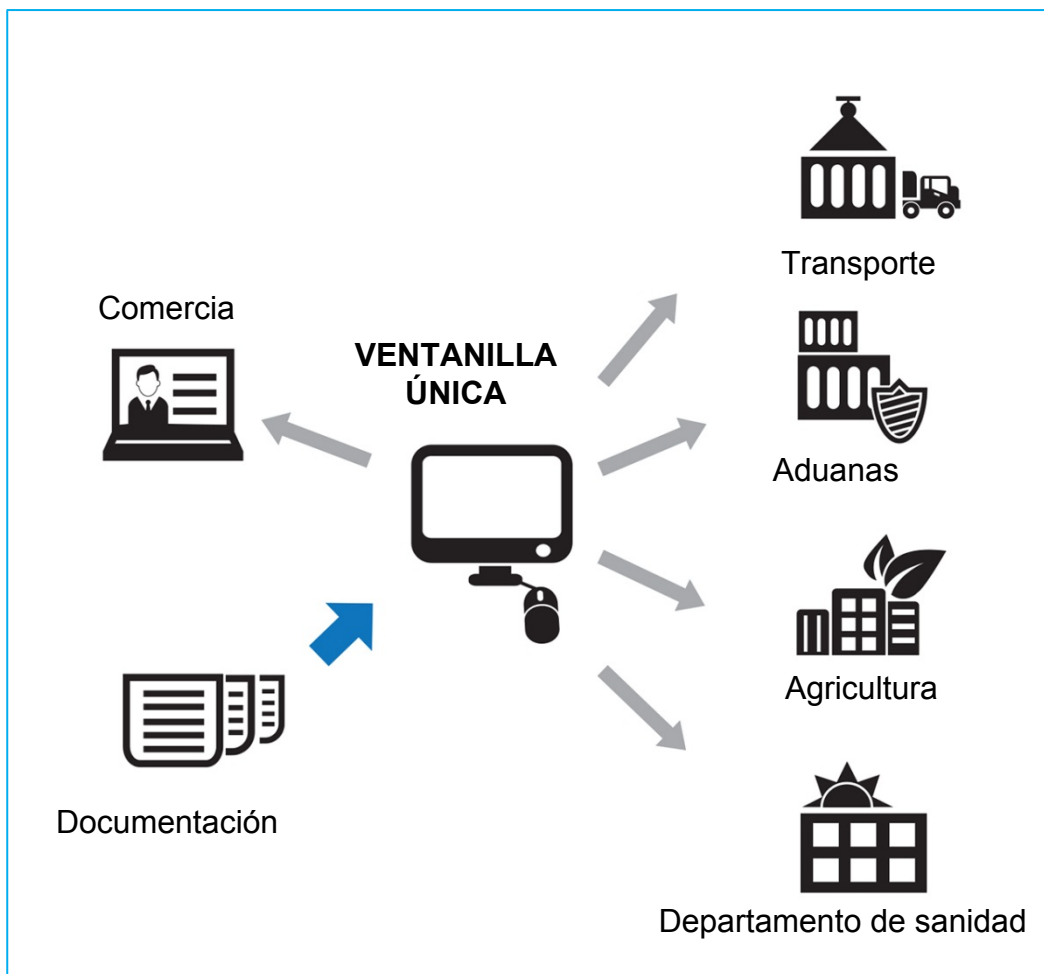 Transporte
Comercia
VENTANILLA
ÚNICA
Aduanas
Agricultura
Documentación
Departamento de sanidad